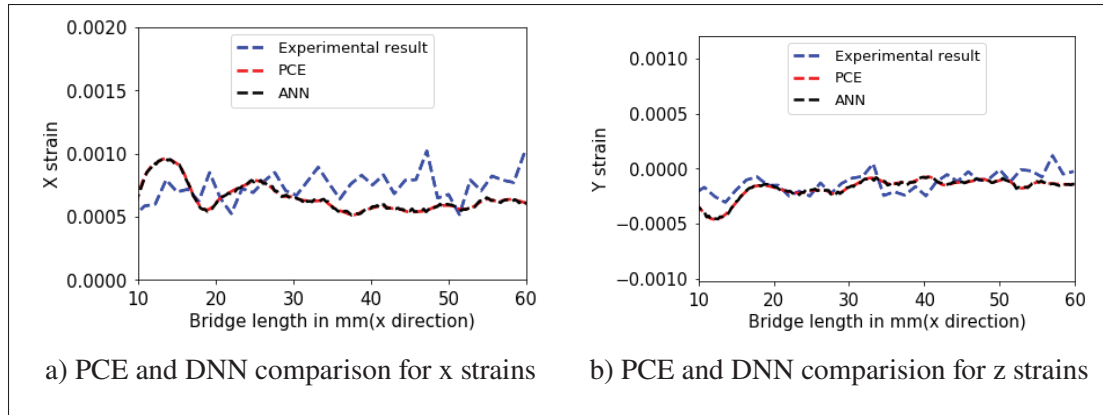 0.0020
0.0015
0.0010
0.0005
0.0000
X strain
Experimental result
PCE
ANN
10 20 30 40 50 60
Bridge length in mm(x direction)
a) PCE and DNN comparison for x strains
0.0010
0.0005
0.0000
−0.0005
−0.0010
Y strain
Experimental result
PCE
ANN
10 20 30 40 50 60
Bridge length in mm(x direction)
b) PCE and DNN comparision for z strains